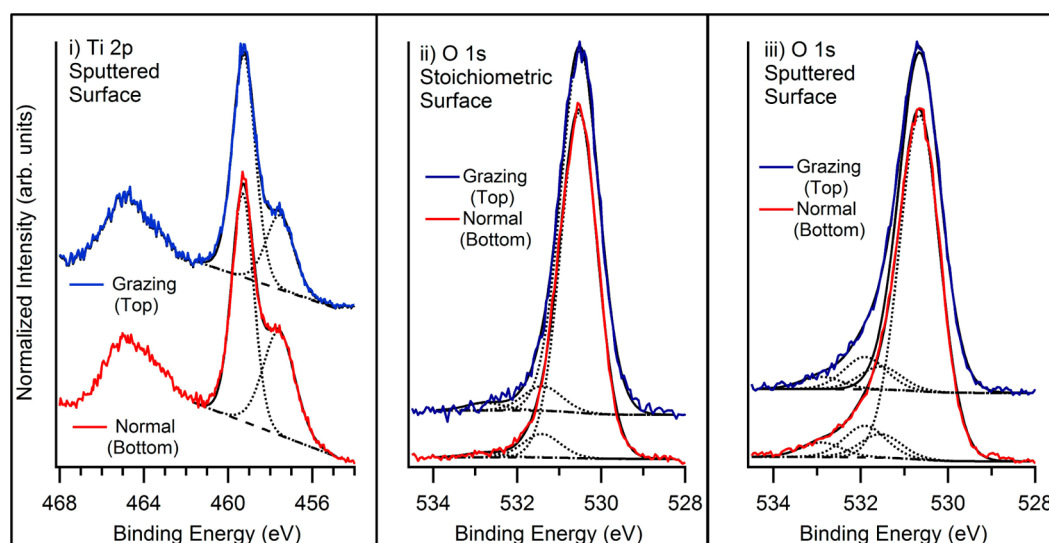 Normalized Intensity (arb. units)
i) Ti 2p
Sputtered
Surface
Grazing
(Top)
Normal
(Bottom)
468 464 460 456
Binding Energy (eV)
ii) O 1s
Stoichiometric
Surface
Grazing
(Top)
Normal
(Bottom)
534 532 530 528
Binding Energy (eV)
iii) O 1s
Sputtered
Surface
Grazing
(Top)
Normal
(Bottom)
534 532 530 528
Binding Energy (eV)